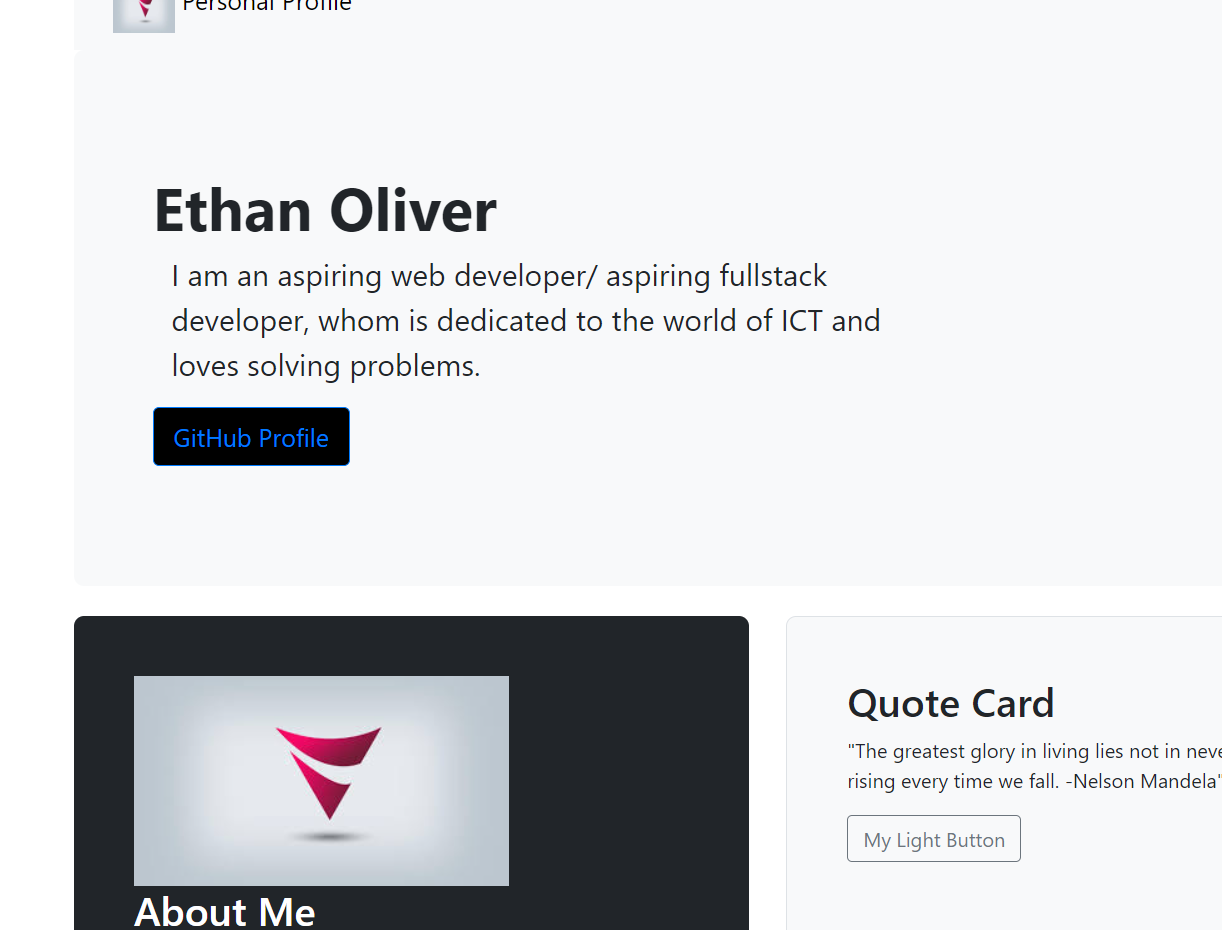 Personal Profile
Ethan Oliver
I am an aspiring web developer/ aspiring fullstack
developer, whom is dedicated to the world of ICT and
loves solving problems.
GitHub Profile
Quote Card
"The greatest glory in living lies not in neve
rising every time we fall. -Nelson Mandela"
My Light Button
About Me